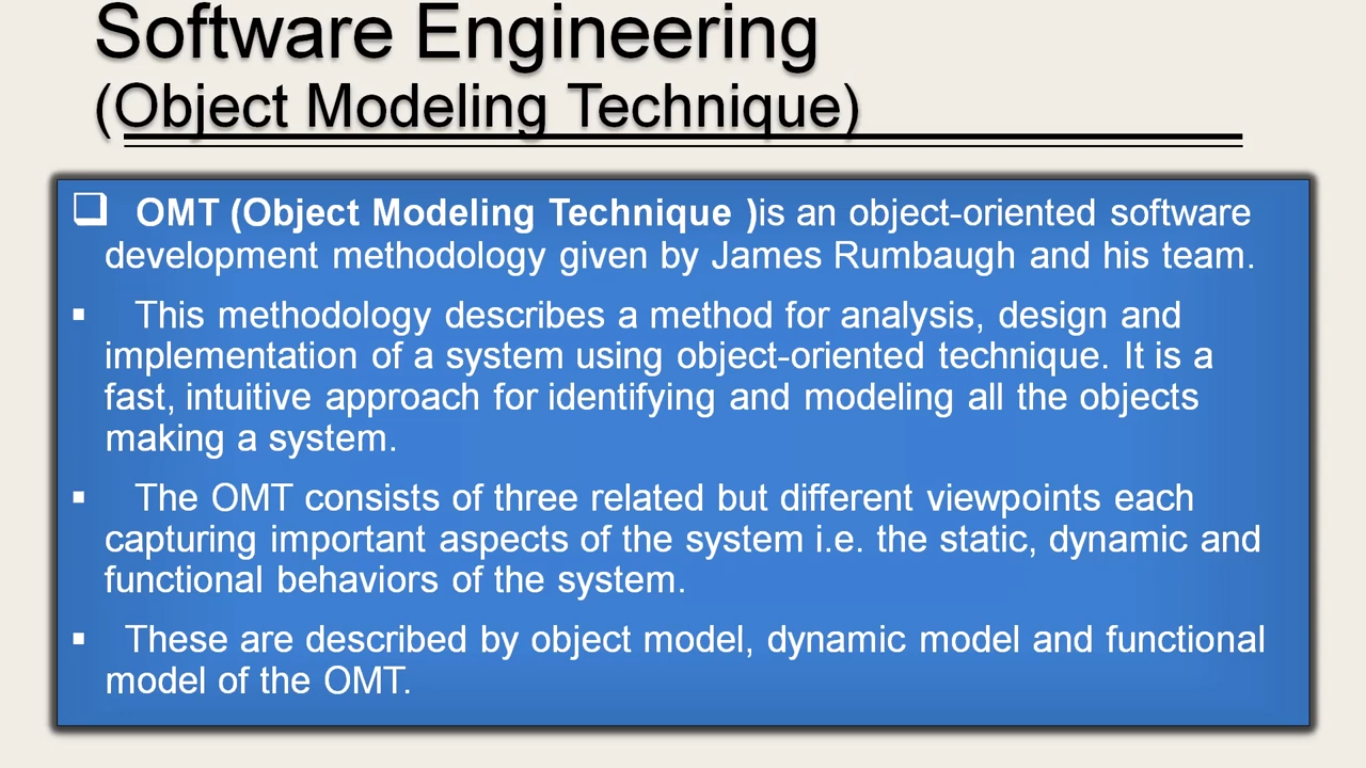 Software Engineering
(Object Modeling Technique)
❑ OMT (Object Modeling Technique )is an object-oriented software
development methodology given by James Rumbaugh and his team.
▪ This methodology describes a method for analysis, design and
implementation of a system using object-oriented technique. It is a
fast, intuitive approach for identifying and modeling all the objects
making a system.
▪ The OMT consists of three related but different viewpoints each
capturing important aspects of the system i.e. the static, dynamic and
functional behaviors of the system.
▪ These are described by object model, dynamic model and functional
model of the OMT.